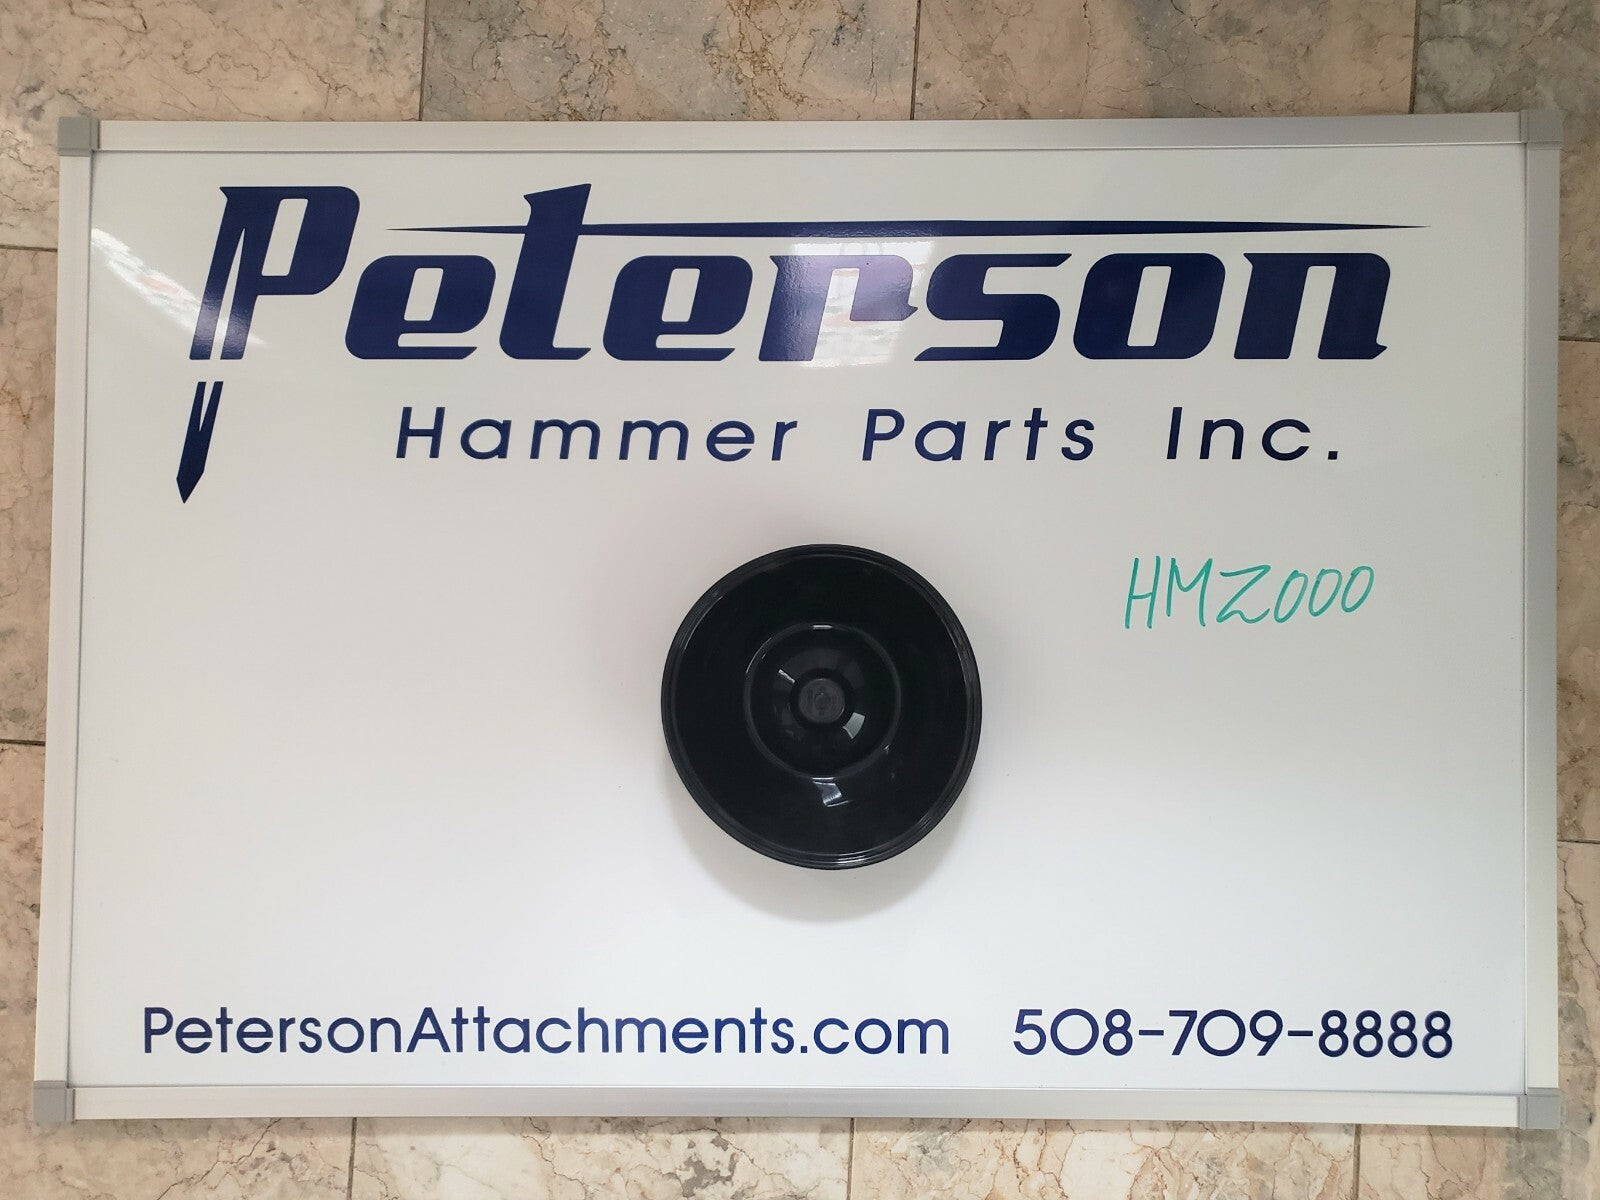 Peterson
Hammer Parts Inc.
HM2000
PetersonAttachments.com 508-709-8888